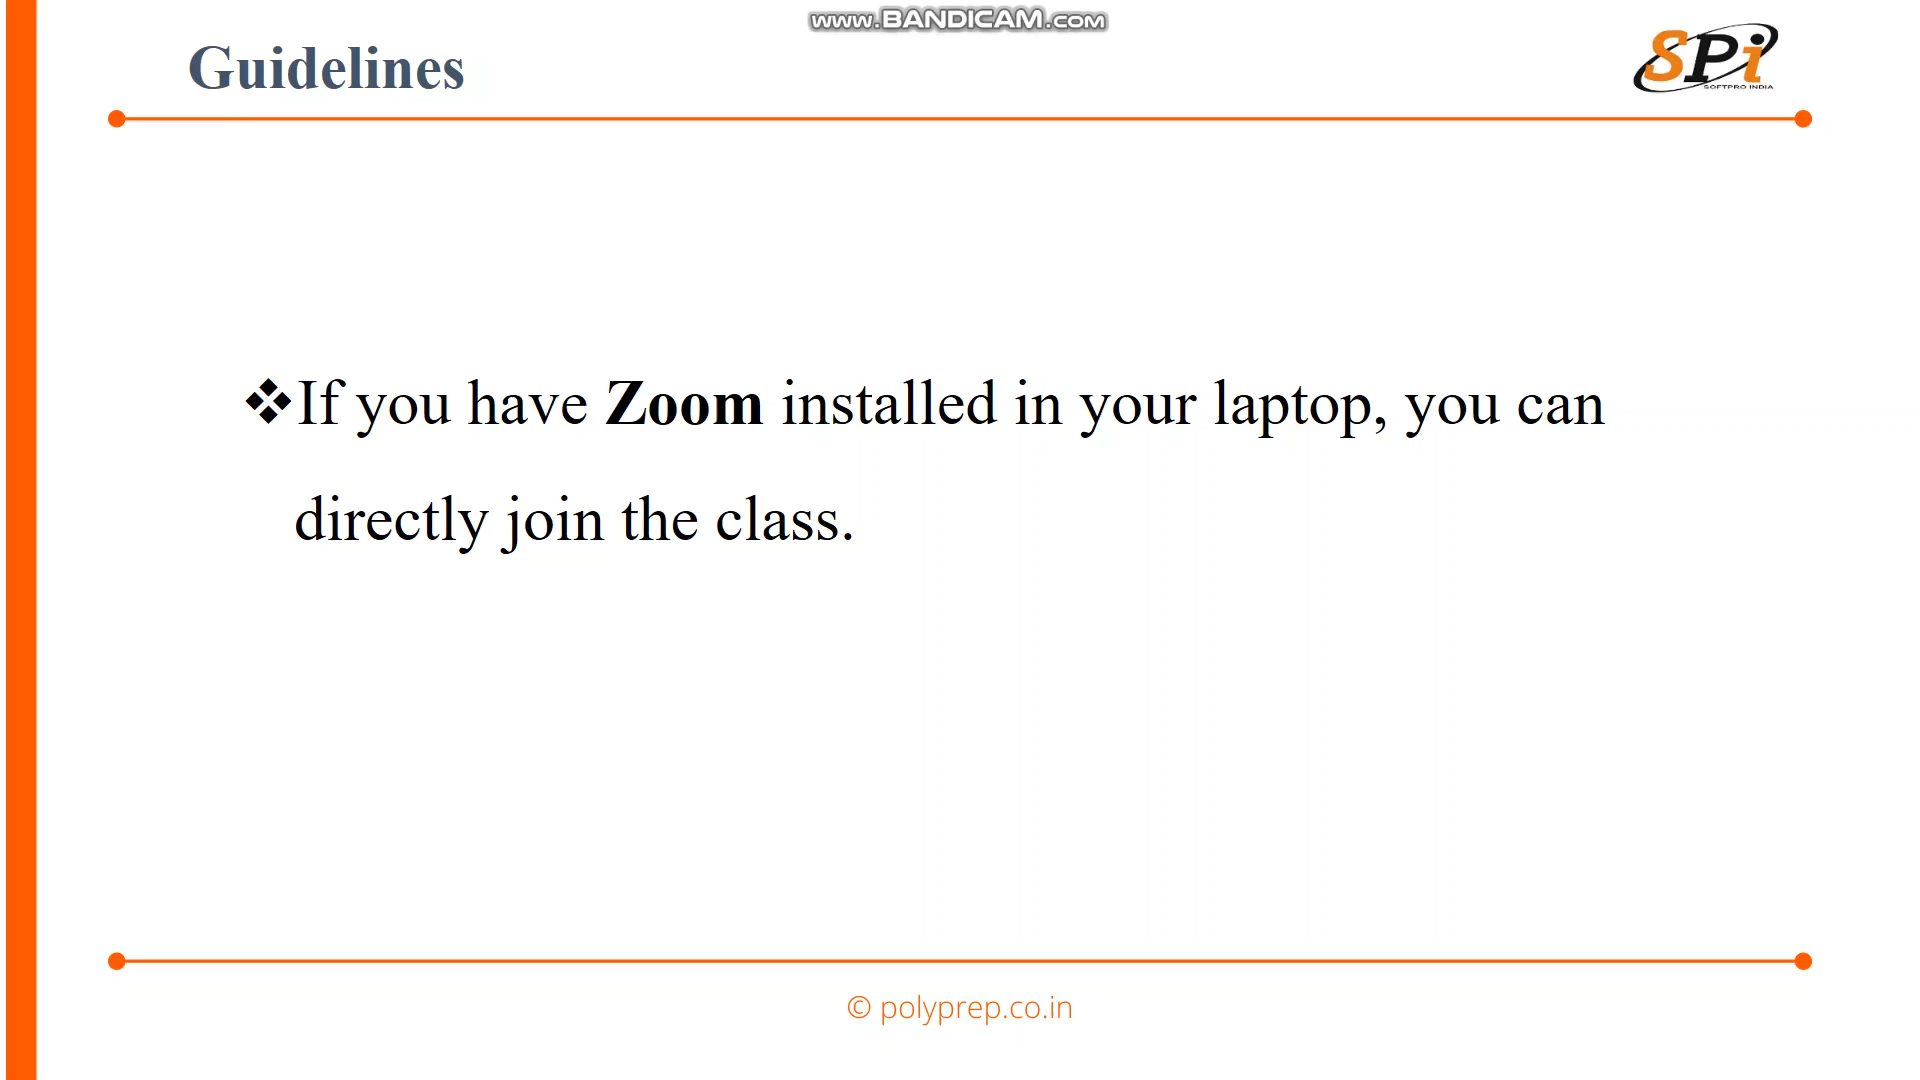 www.BANDICAM.com
Guidelines
SPi
SOFTPRO INDIA
❖If you have Zoom installed in your laptop, you can
directly join the class.
© polyprep.co.in